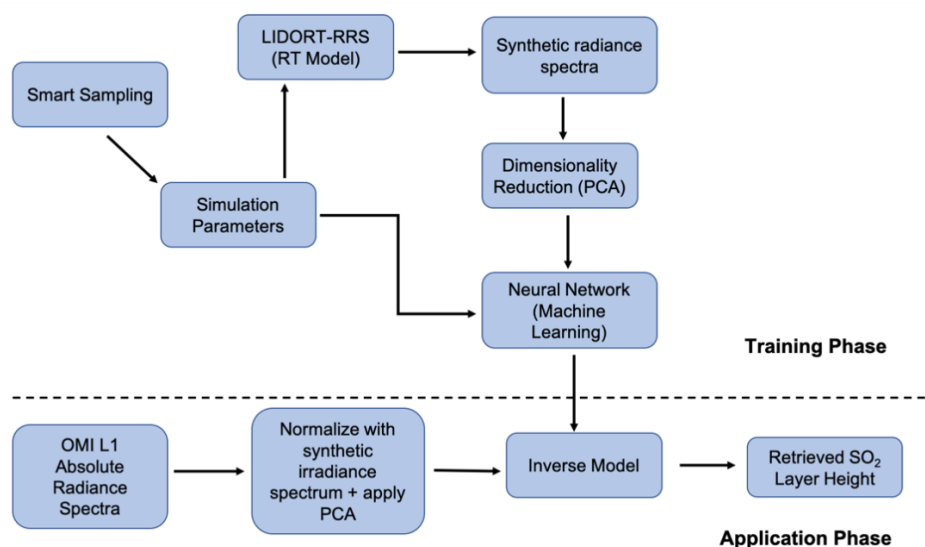 LIDORT-RRS
(RT Model)
Synthetic radiance
spectra
Smart Sampling
Dimensionality
Reduction (PCA)
Simulation
Parameters
Neural Network
(Machine
Learning)
Training Phase
OMI L1
Absolute
Radiance
Spectra
Normalize with
synthetic
irradiance
spectrum + apply
PCA
Inverse Model
Retrieved SO₂
Layer Height
Application Phase